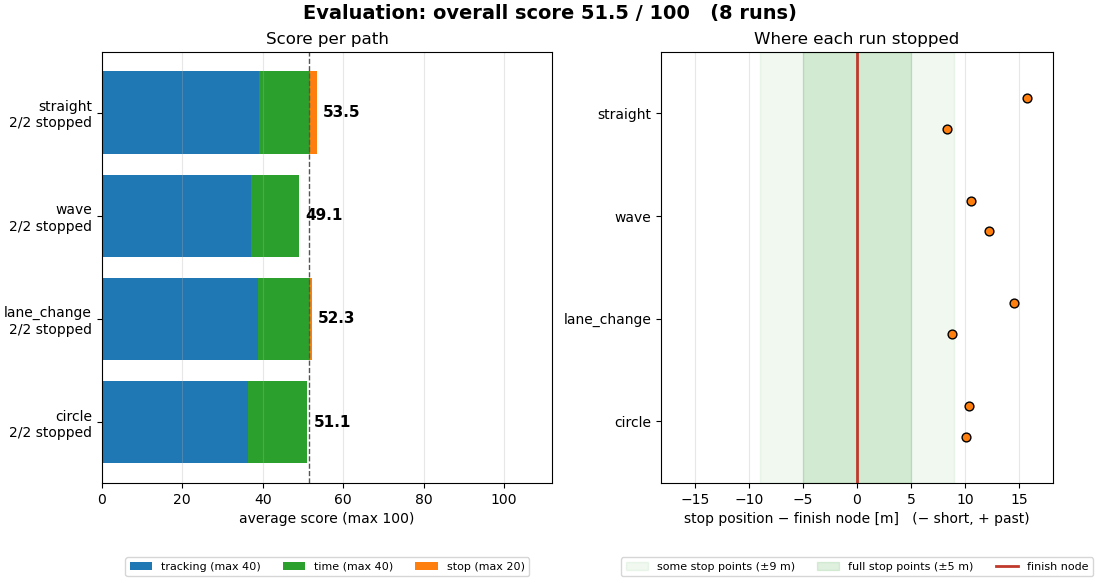 Evaluation: overall score 51.5 / 100 (8 runs)
Score per path
straight
2/2 stopped
53.5
wave
2/2 stopped
49.1
lane_change
2/2 stopped
52.3
circle
2/2 stopped
51.1
0 20 40 60 80 100
average score (max 100)
tracking (max 40) time (max 40) stop (max 20)
Where each run stopped
straight
wave
lane_change
circle
−15 −10 −5 0 5 10 15
stop position − finish node [m] (− short, + past)
some stop points (±9 m) full stop points (±5 m) finish node